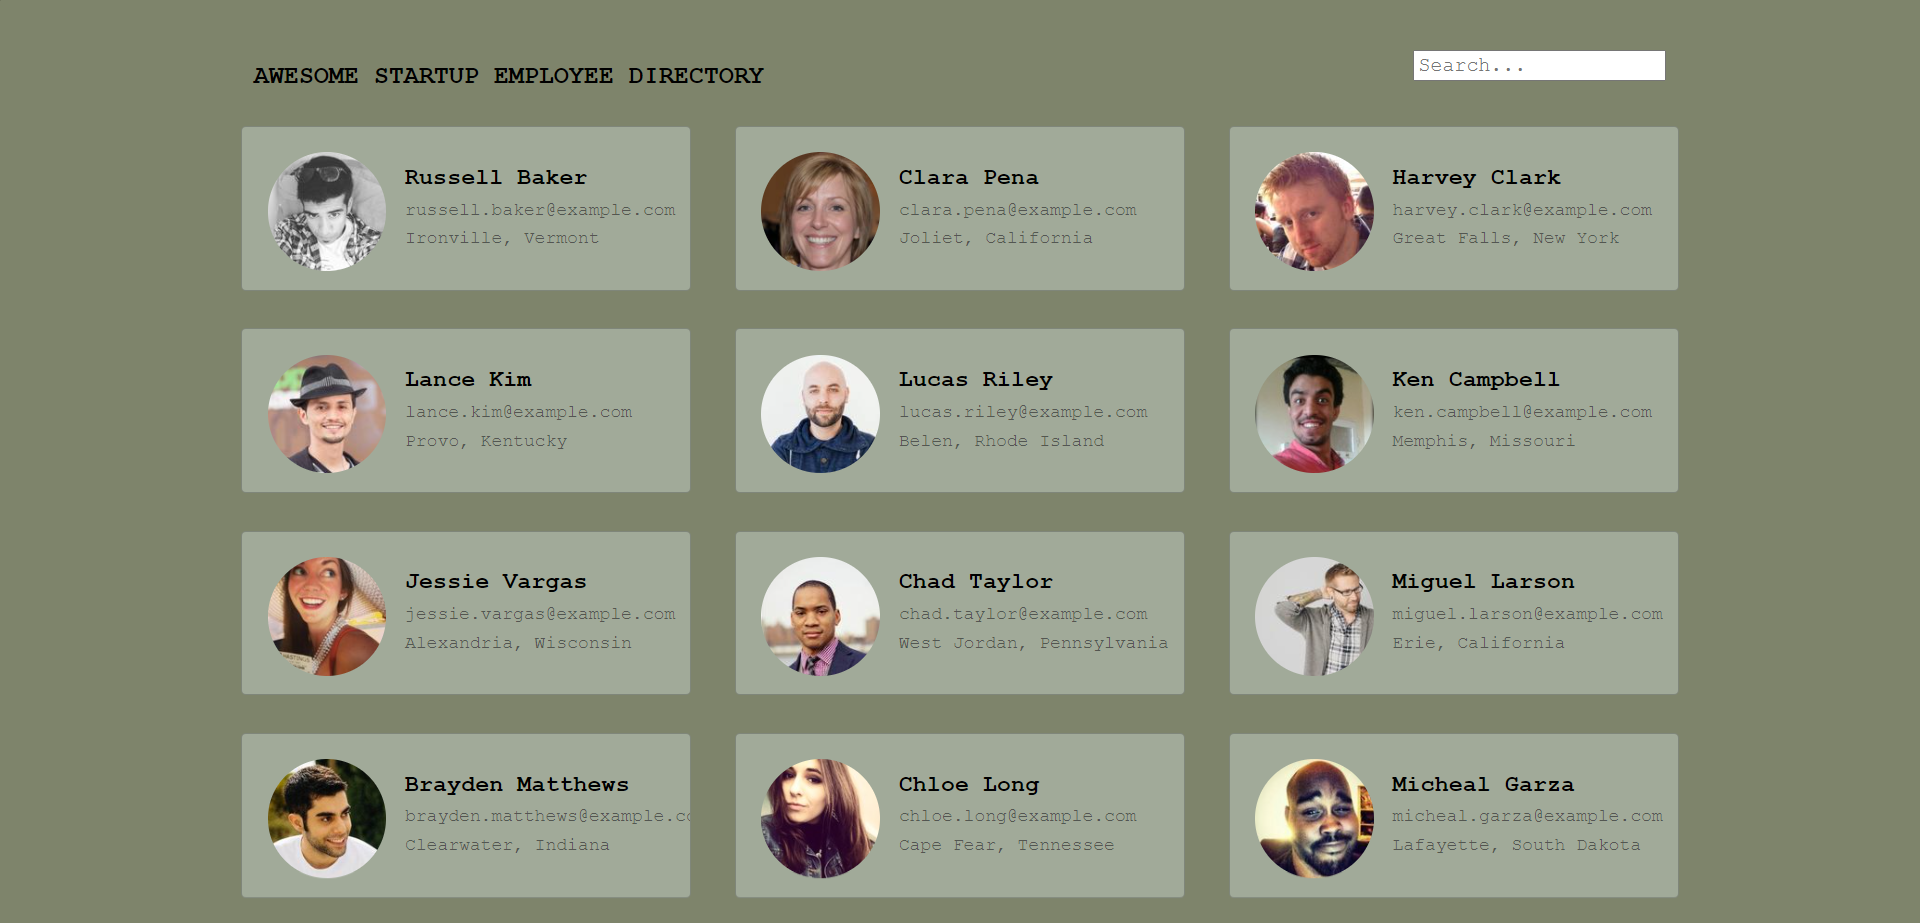 AWESOME STARTUP EMPLOYEE DIRECTORY
Search...
Russell Baker
russell.baker@example.com
Ironville, Vermont
Clara Pena
clara.pena@example.com
Joliet, California
Harvey Clark
harvey.clark@example.com
Great Falls, New York
Lance Kim
lance.kim@example.com
Provo, Kentucky
Lucas Riley
lucas.riley@example.com
Belen, Rhode Island
Ken Campbell
ken.campbell@example.com
Memphis, Missouri
Jessie Vargas
jessie.vargas@example.com
Alexandria, Wisconsin
Chad Taylor
chad.taylor@example.com
West Jordan, Pennsylvania
Miguel Larson
miguel.larson@example.com
Erie, California
Brayden Matthews
brayden.matthews@example.co
Clearwater, Indiana
Chloe Long
chloe.long@example.com
Cape Fear, Tennessee
Micheal Garza
micheal.garza@example.com
Lafayette, South Dakota